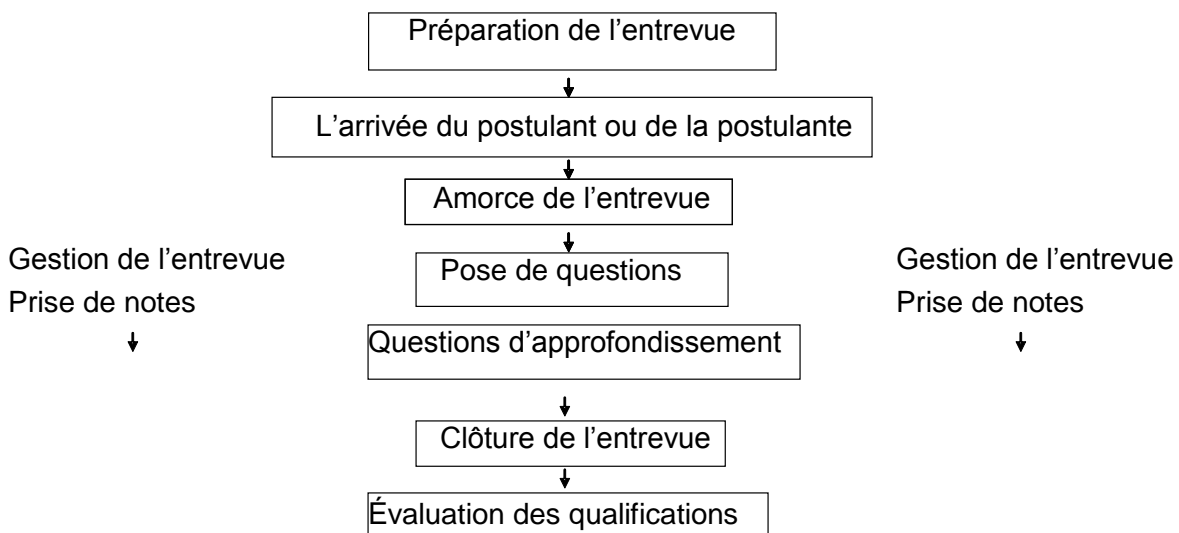 Préparation de l’entrevue
L’arrivée du postulant ou de la postulante
Amorce de l’entrevue
Gestion de l’entrevue
Prise de notes
Pose de questions
Gestion de l’entrevue
Prise de notes
Questions d’approfondissement
Clôture de l’entrevue
Évaluation des qualifications